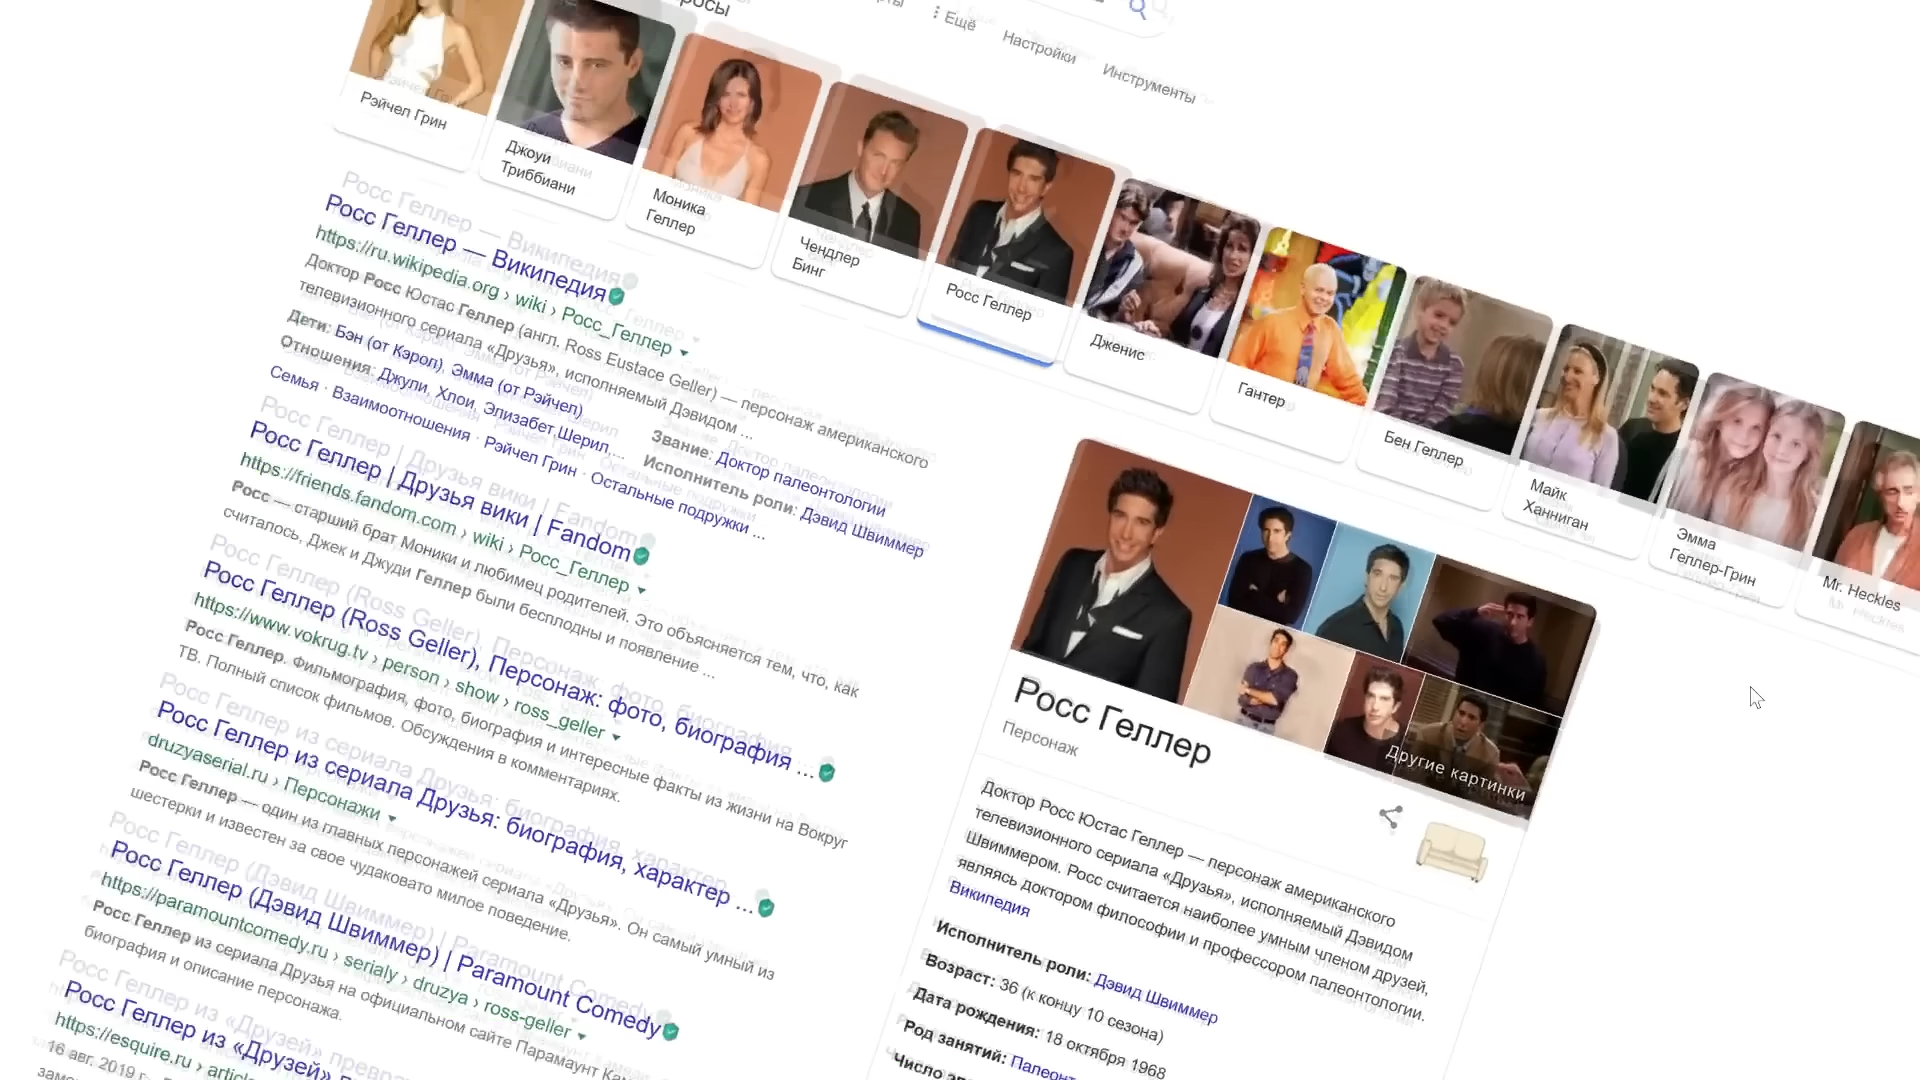 Ещё
Настройки
Инструменты
Рэйчел Грин
Джоуи
Триббиани
Моника
Геллер
Чендлер
Бинг
Росс Геллер
Дженис
Гантер
Бен Геллер
Майк
Ханниган
Эмма
Геллер-Грин
Mr. Heckles
Росс Геллер — Википедия
https://ru.wikipedia.org › wiki › Росс_Геллер
Доктор Росс Юстас Геллер (англ. Ross Eustace Geller) — персонаж американского
телевизионного сериала «Друзья», исполняемый Дэвидом ...
Дети: Бэн (от Кэрол), Эмма (от Рэйчел)
Отношения: Джули, Хлои, Элизабет,Шерил,...
Звание: Доктор палеонтологии
Исполнитель роли: Дэвид Швиммер
Семья · Взаимоотношения · Рэйчел Грин · Остальные подружки ...
Росс Геллер | Друзья вики | Fandom
https://friends.fandom.com › wiki › Росс_Геллер
Росс — старший брат Моники и любимец родителей. Это объясняется тем, что, как
считалось, Джек и Джуди Геллер были бесплодны и появление ...
Росс Геллер (Ross Geller), Персонаж: фото, биография ...
https://www.vokrug.tv › person › show › ross_geller
Росс Геллер. Фильмография, фото, биография и интересные факты из жизни на Вокруг
ТВ. Полный список фильмов. Обсуждения в комментариях.
Росс Геллер из сериала Друзья: биография, характер ...
druzyaserial.ru › Персонажи
Росс Геллер — один из главных персонажей сериала «Друзья». Он самый умный из
шестерки и известен за свое чудаковато милое поведение.
Росс Геллер (Дэвид Швиммер) | Paramount Comedy
https://paramountcomedy.ru › serialy › druzya › ross-geller
Росс Геллер из сериала Друзья на официальном сайте Парамаунт
биография и описание персонажа.
Росс Геллер из «Друзей»
https://esquire.ru
16 авг. 2019 г.
Росс Геллер
Персонаж
Другие картинки
Доктор Росс Юстас Геллер — персонаж американского
телевизионного сериала «Друзья», исполняемый Дэвидом
Швиммером. Росс считается наиболее умным членом друзей,
являясь доктором философии и профессором палеонтологии.
Википедия
Исполнитель роли: Дэвид Швиммер
Возраст: 36 (к концу 10 сезона)
Дата рождения: 18 октября 1968
Род занятий:
Число